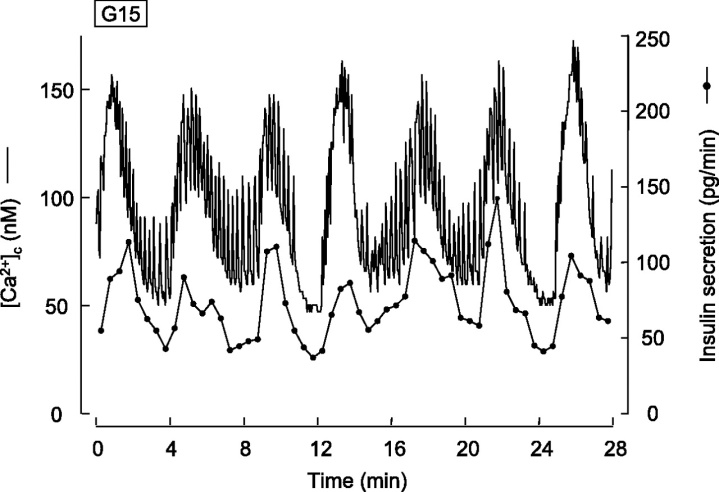 G15
150
100
50
0
[Ca²⁺]c (nM)
250
200
150
100
50
0
Insulin secretion (pg/min)
0 4 8 12 16 20 24 28
Time (min)